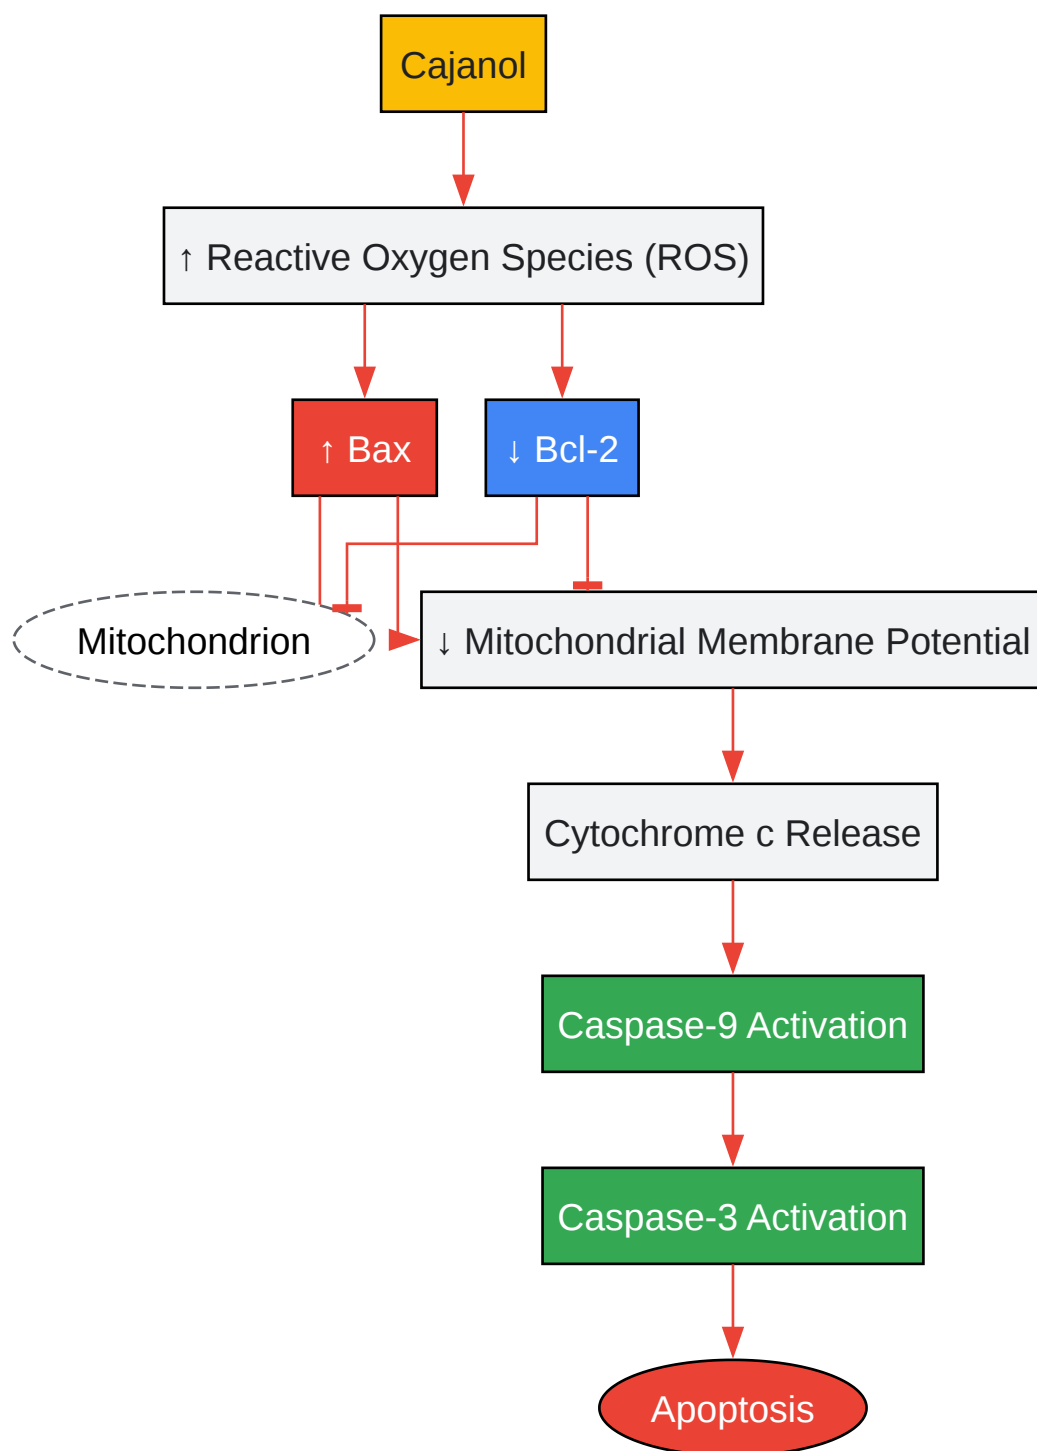 Cajanol
↑ Reactive Oxygen Species (ROS)
↑ Bax
↓ Bcl-2
Mitochondrion
↓ Mitochondrial Membrane Potential
Cytochrome c Release
Caspase-9 Activation
Caspase-3 Activation
Apoptosis